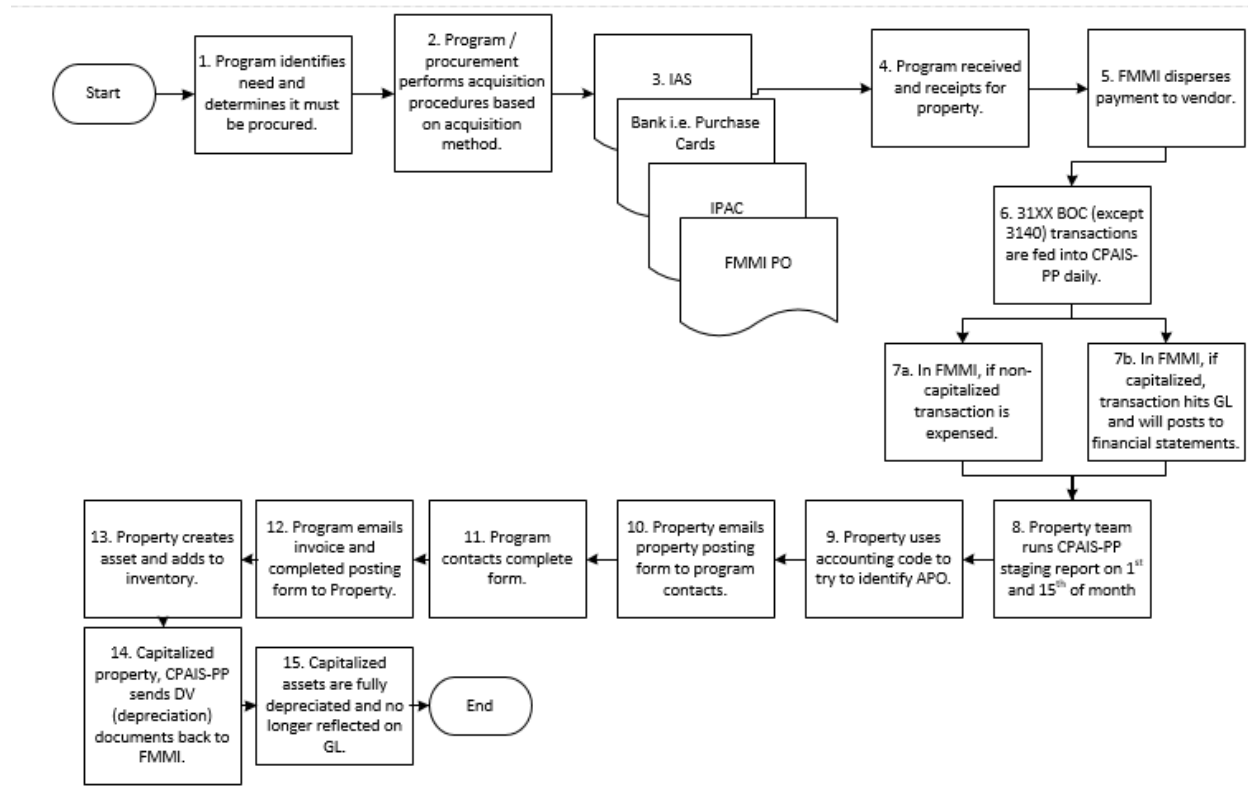 Start
1. Program identifies
need and
determines it must
be procured.
2. Program /
procurement
performs acquisition
procedures based
on acquisition
method.
3. IAS
Bank i.e. Purchase
Cards
IPAC
FMMI PO
4. Program received
and receipts for
property.
5. FMMI disperses
payment to vendor.
6. 31XX BOC (except
3140) transactions
are fed into CPAIS-
PP daily.
7a. In FMMI, if non-
capitalized
transaction is
expensed.
7b. In FMMI, if
capitalized,
transaction hits GL
and will posts to
financial statements.
8. Property team
runs CPAIS-PP
staging report on 1st
and 15th of month
9. Property uses
accounting code to
try to identify APO.
10. Property emails
property posting
form to program
contacts.
11. Program
contacts complete
form.
12. Program emails
invoice and
completed posting
form to Property.
13. Property creates
asset and adds to
inventory.
14. Capitalized
property, CPAIS-PP
sends DV
(depreciation)
documents back to
FMMI.
15. Capitalized
assets are fully
depreciated and no
longer reflected on
GL.
End